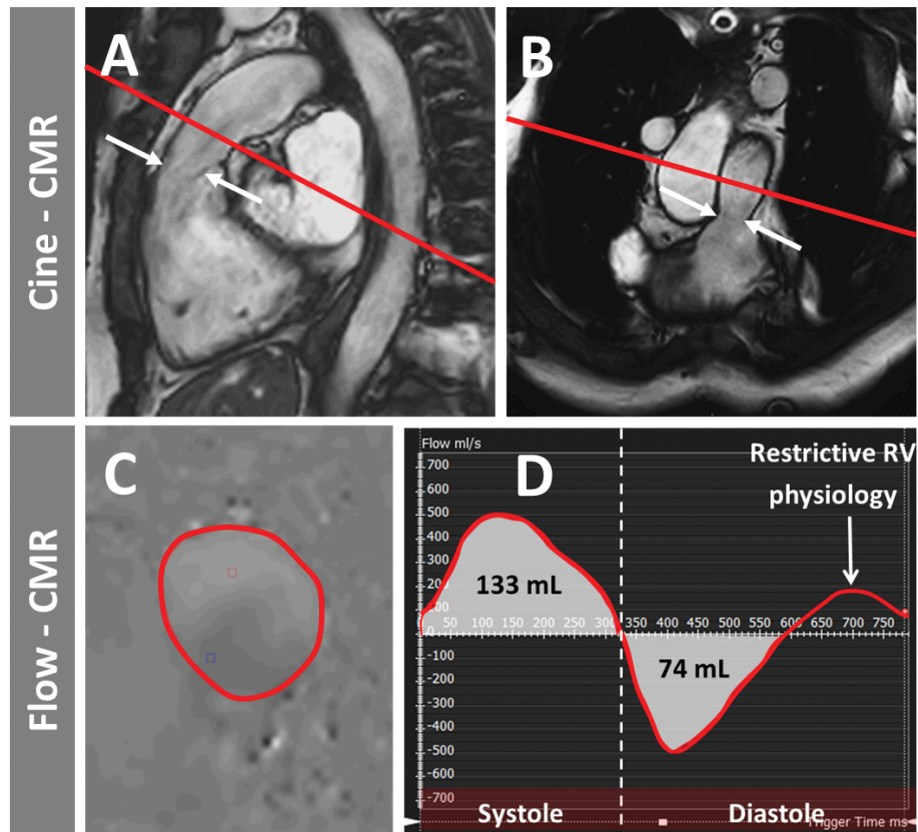 Cine - CMR
A
B
Flow - CMR
C
D
Flow ml/s
Restrictive RV
physiology
700
600
500
400
300
200
100
0
-100
-200
-300
-400
-500
-600
-700
50 100 150 200 250 300 350 400 450 500 550 600 650 700 750
133 mL
74 mL
Systole
Diastole
Trigger Time ms